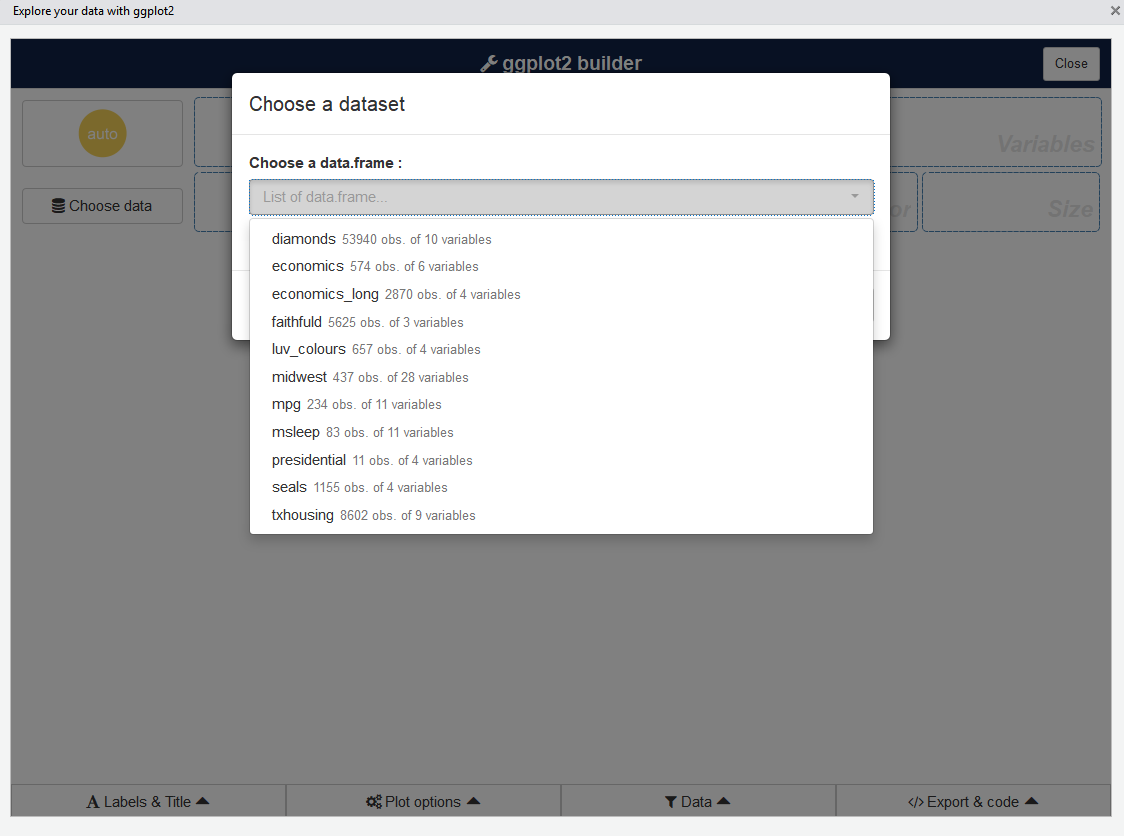 Explore your data with ggplot2
ggplot2 builder
Close
Choose a dataset
auto
Variables
Choose a data.frame :
Choose data
List of data.frame...
or
Size
diamonds 53940 obs. of 10 variables
economics 574 obs. of 6 variables
economics_long 2870 obs. of 4 variables
faithfuld 5625 obs. of 3 variables
luv_colours 657 obs. of 4 variables
midwest 437 obs. of 28 variables
mpg 234 obs. of 11 variables
msleep 83 obs. of 11 variables
presidential 11 obs. of 4 variables
seals 1155 obs. of 4 variables
txhousing 8602 obs. of 9 variables
Labels & Title
Plot options
Data
</> Export & code